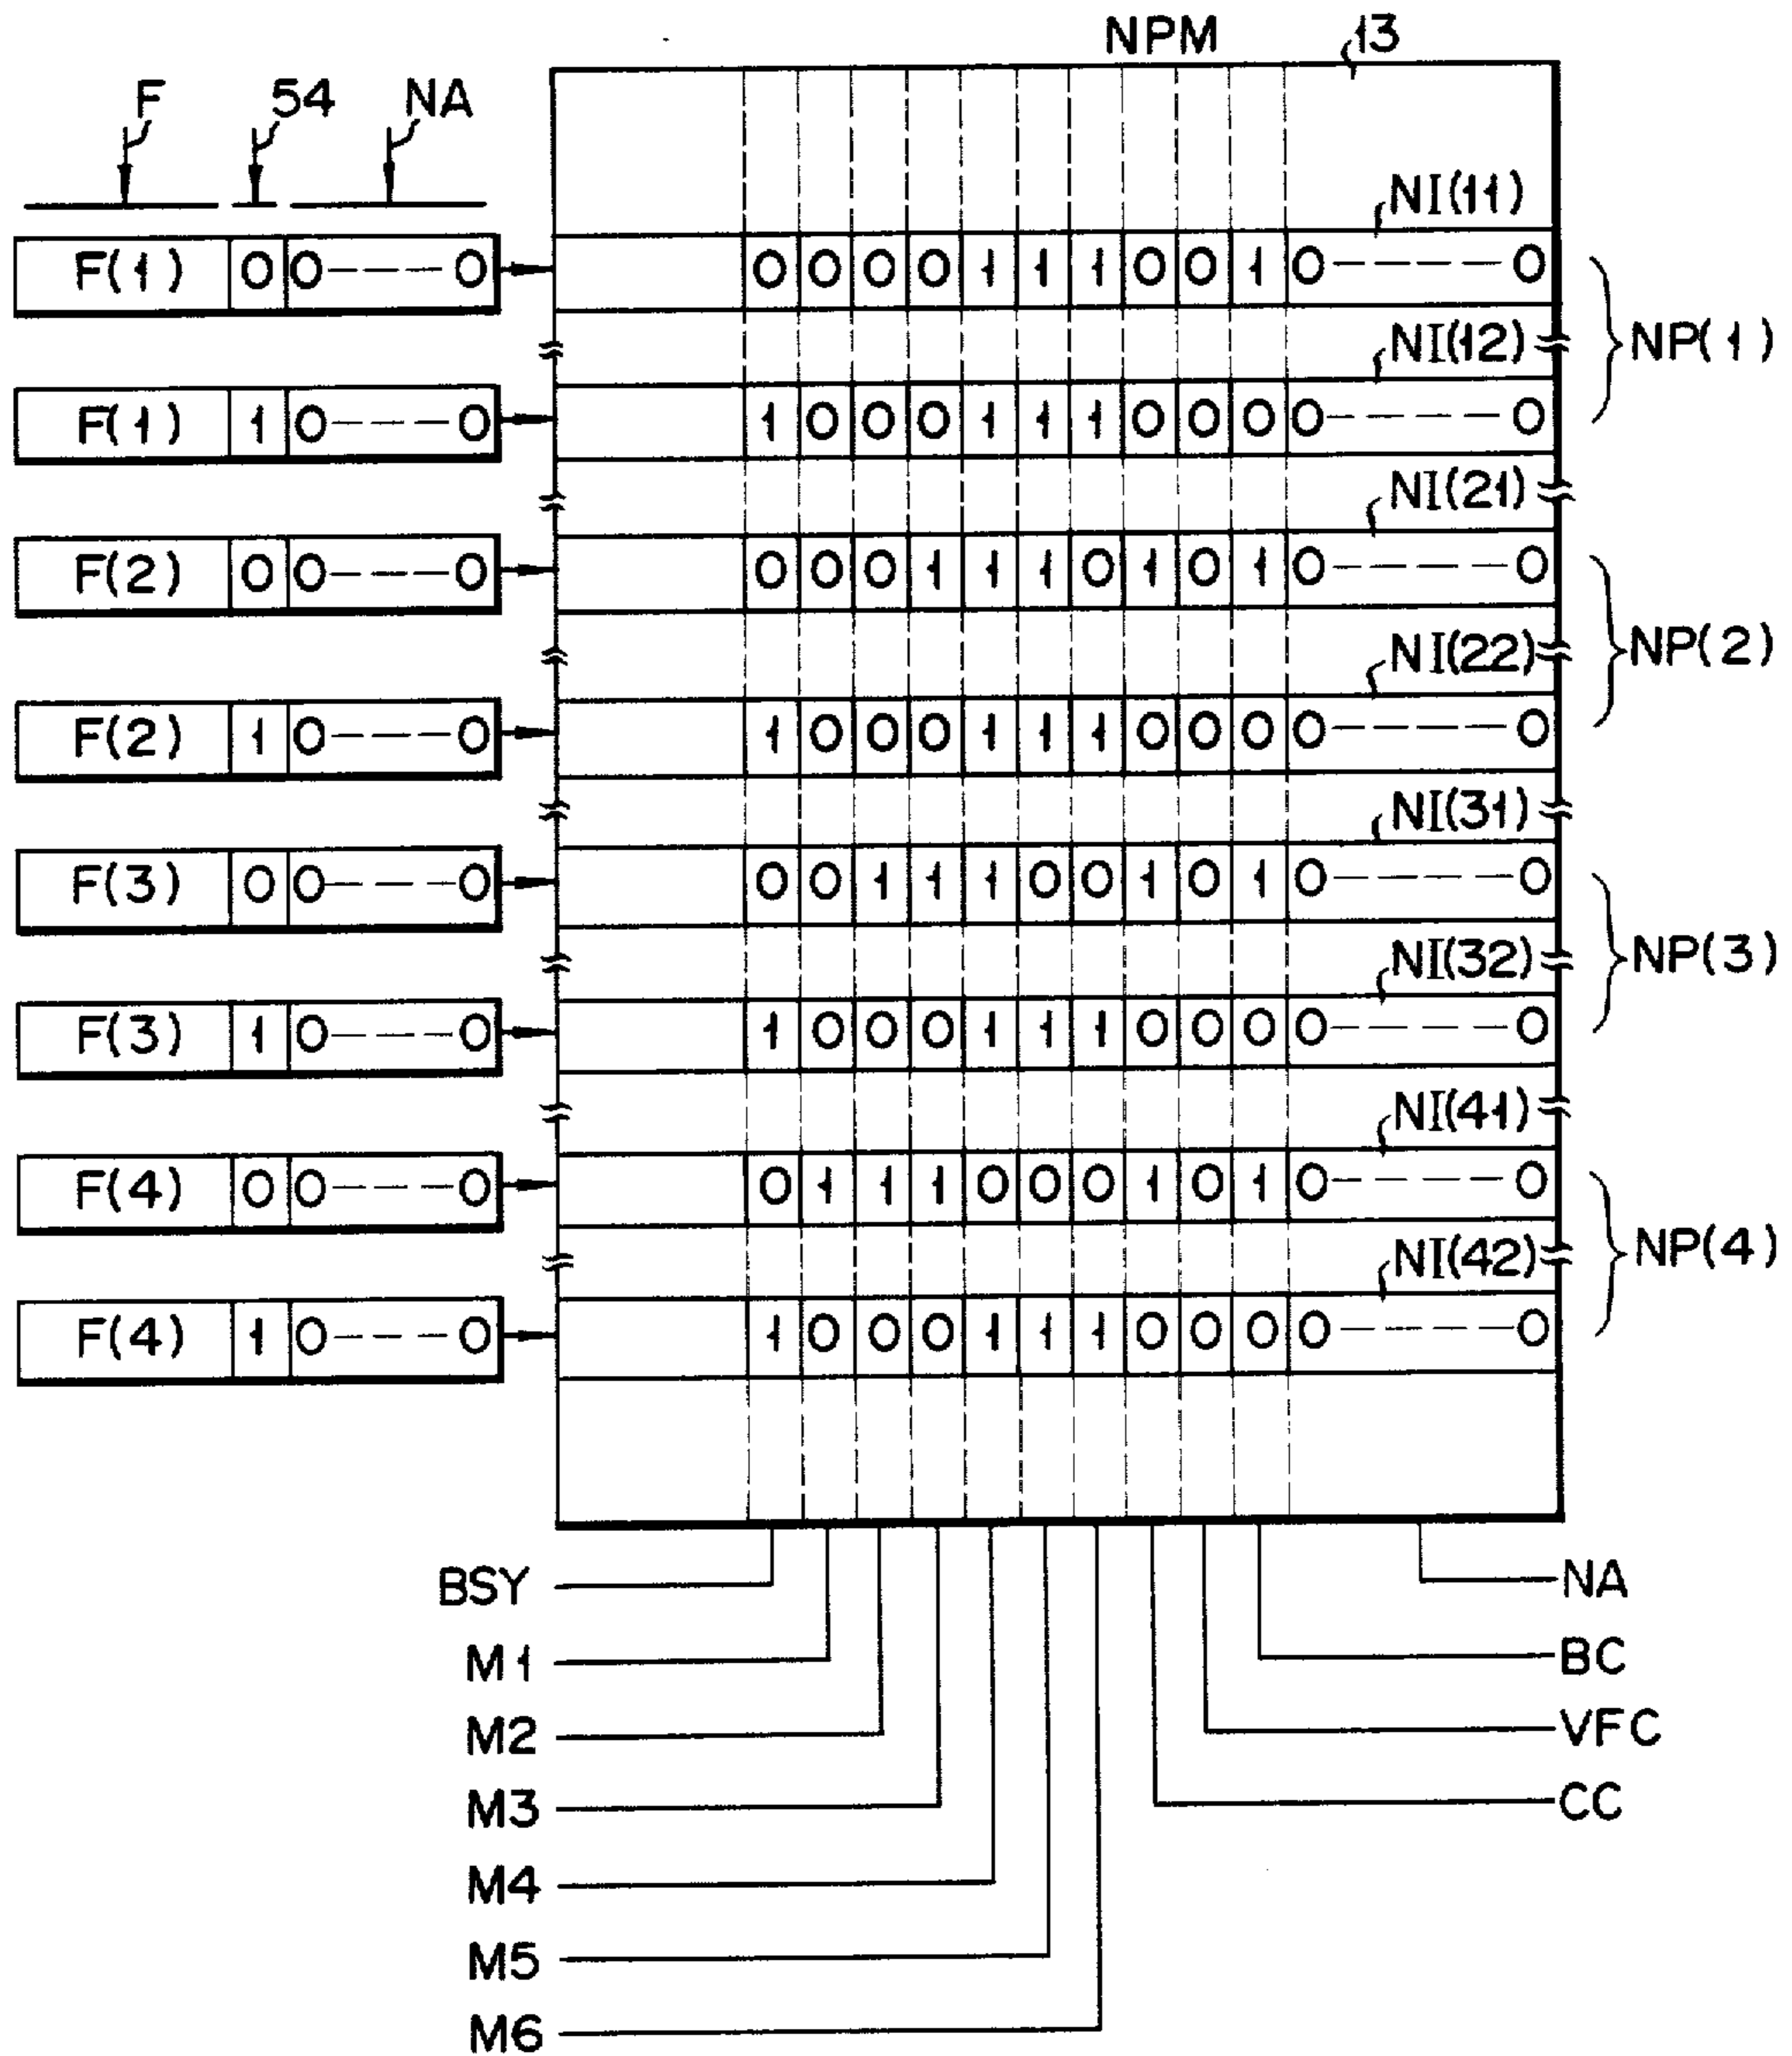 NPM 13
F 54 NA
NI(11)
F(1) 0 0 0 0 0 0 0 1 1 1 0 0 1 0 0
NP(1)
NI(12)
F(1) 1 0 0 1 0 0 0 1 1 1 0 0 0 0 0
NI(21)
F(2) 0 0 0 0 0 0 1 1 1 0 1 0 1 0 0
NP(2)
NI(22)
F(2) 1 0 0 1 0 0 0 1 1 1 0 0 0 0 0
NI(31)
F(3) 0 0 0 0 0 1 1 1 0 0 1 0 1 0 0
NP(3)
NI(32)
F(3) 1 0 0 1 0 0 0 1 1 1 0 0 0 0 0
NI(41)
F(4) 0 0 0 0 1 1 1 0 0 0 1 0 1 0 0
NP(4)
NI(42)
F(4) 1 0 0 1 0 0 0 1 1 1 0 0 0 0 0
BSY NA
M1 BC
M2 VFC
M3 CC
M4
M5
M6